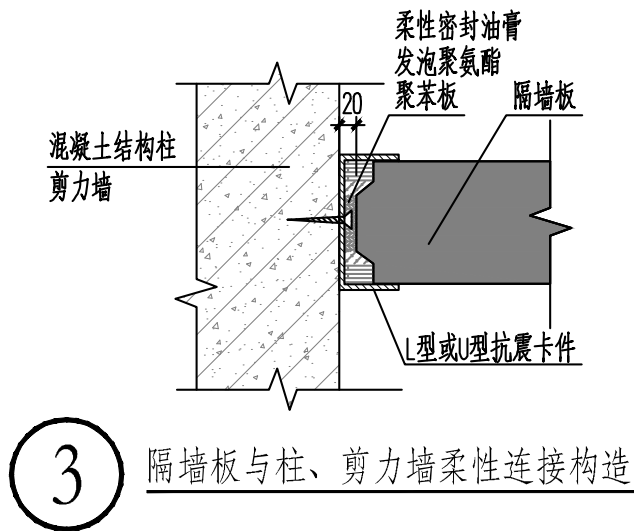 柔性密封油膏
发泡聚氨酯
聚苯板
隔墙板
20
混凝土结构柱
剪力墙
L型或U型抗震卡件
3
隔墙板与柱、剪力墙柔性连接构造